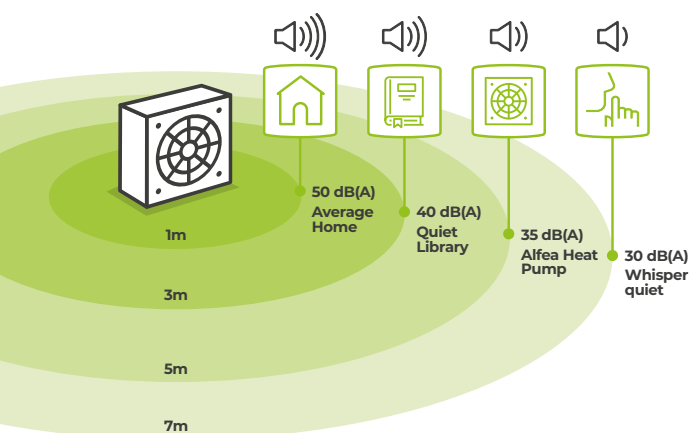 50 dB(A)
Average
Home
40 dB(A)
Quiet
Library
35 dB(A)
Alfea Heat
Pump
30 dB(A)
Whisper
quiet
1m
3m
5m
7m